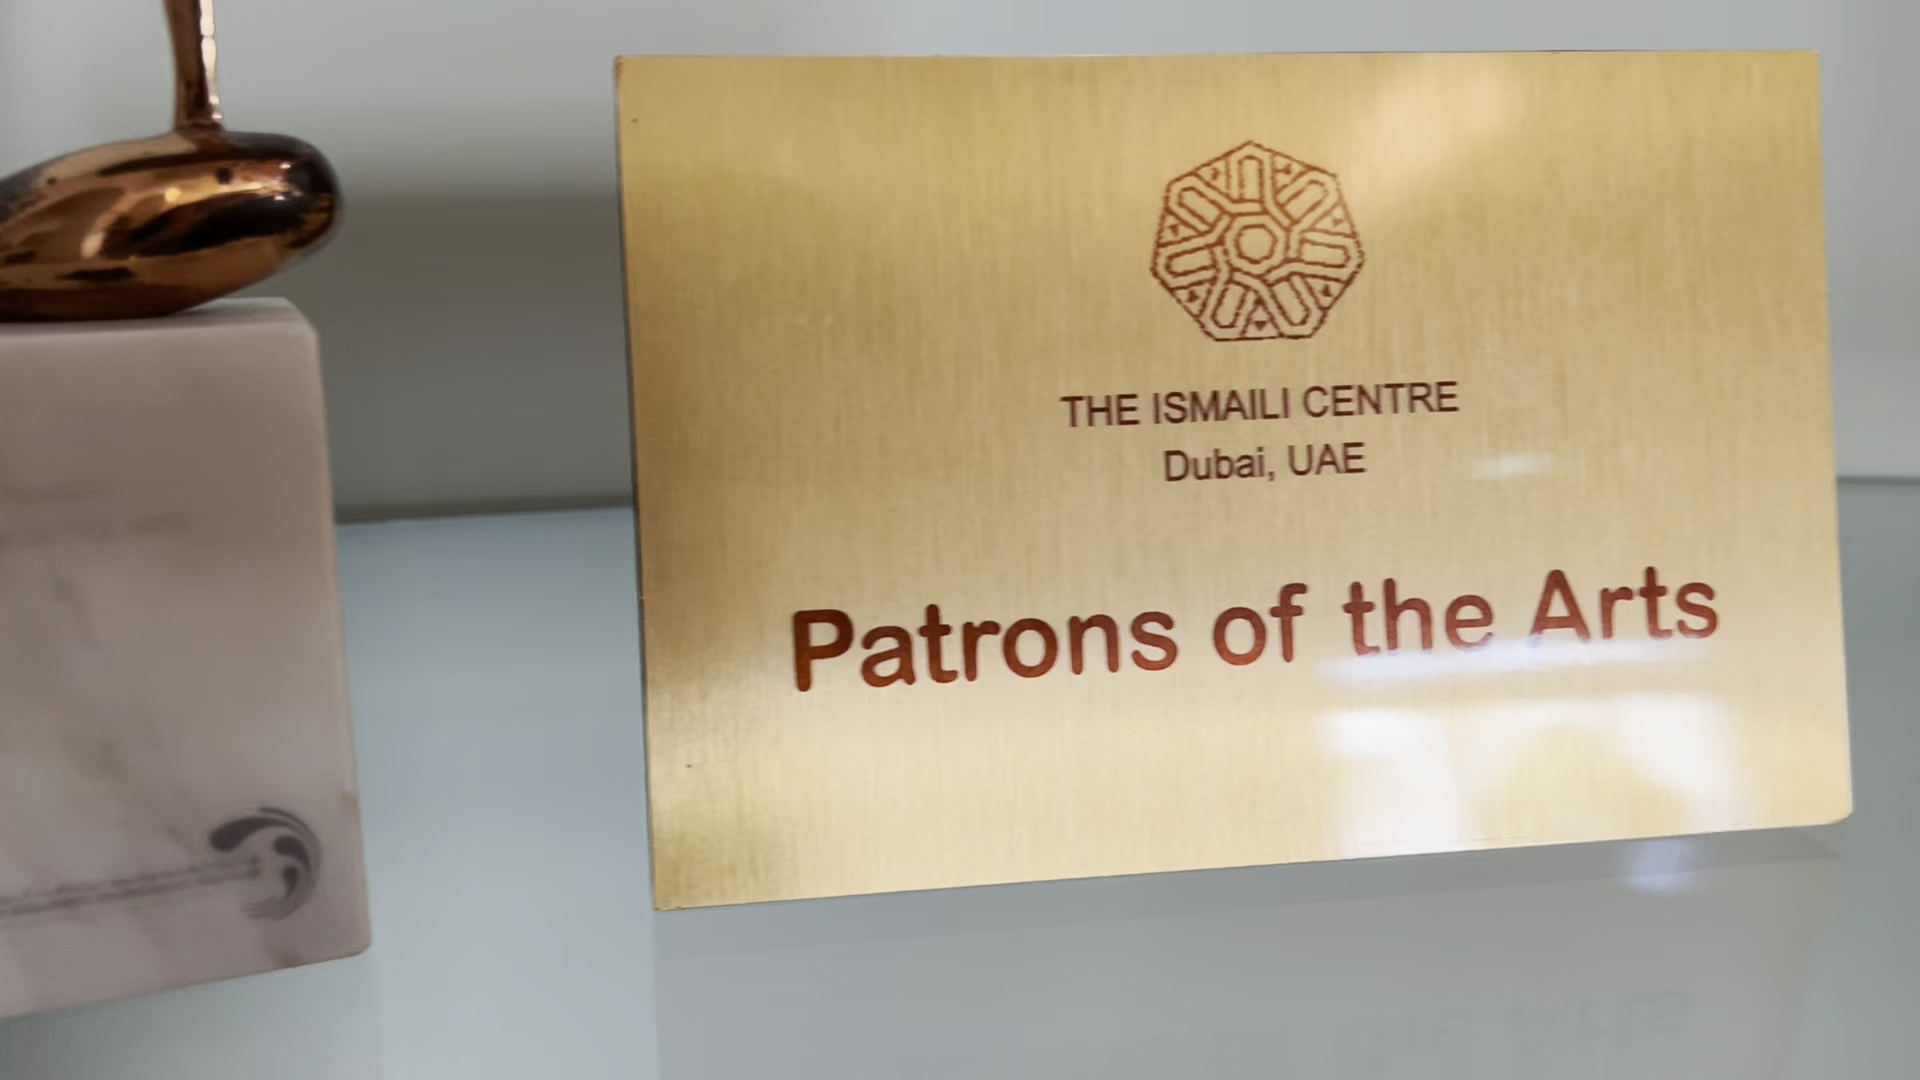 THE ISMAILI CENTRE
Dubai, UAE
Patrons of the Arts